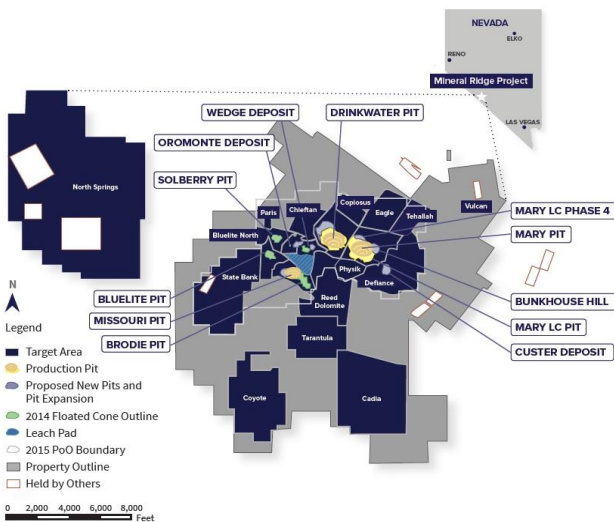 NEVADA
ELKO
RENO
Mineral Ridge Project
LAS VEGAS
WEDGE DEPOSIT
DRINKWATER PIT
OROMONTE DEPOSIT
SOLBERRY PIT
North Springs
Copiosus
Chieftan
Eagle
Vulcan
Paris
Tehallah
MARY LC PHASE 4
Bluelite North
MARY PIT
Physik
State Bank
Defiance
BLUELITE PIT
BUNKHOUSE HILL
Reed
Dolomite
MISSOURI PIT
MARY LC PIT
BRODIE PIT
Tarantula
CUSTER DEPOSIT
Coyote
Cadia
N
Legend
Target Area
Production Pit
Proposed New Pits and
Pit Expansion
2014 Floated Cone Outline
Leach Pad
2015 PoO Boundary
Property Outline
Held by Others
0 2,000 4,000 6,000 8,000
Feet